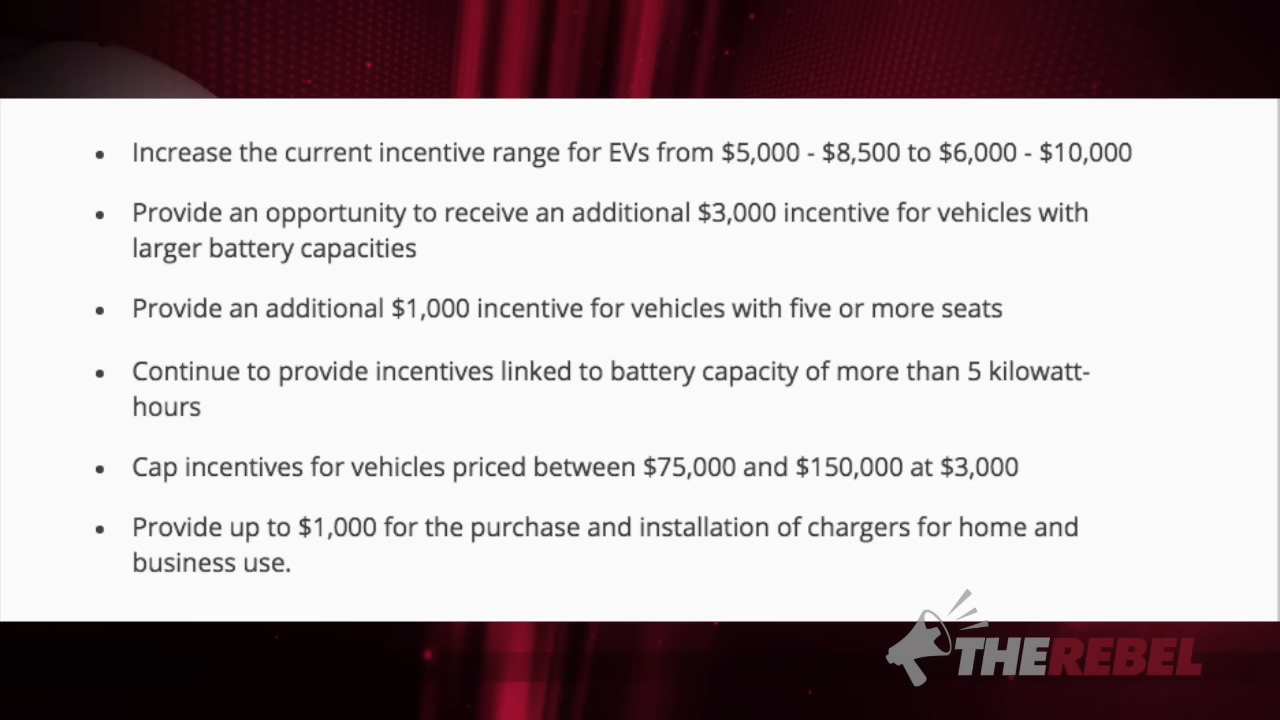 • Increase the current incentive range for EVs from $5,000 - $8,500 to $6,000 - $10,000
• Provide an opportunity to receive an additional $3,000 incentive for vehicles with
larger battery capacities
• Provide an additional $1,000 incentive for vehicles with five or more seats
• Continue to provide incentives linked to battery capacity of more than 5 kilowatt-
hours
• Cap incentives for vehicles priced between $75,000 and $150,000 at $3,000
• Provide up to $1,000 for the purchase and installation of chargers for home and
business use.
THEREBEL